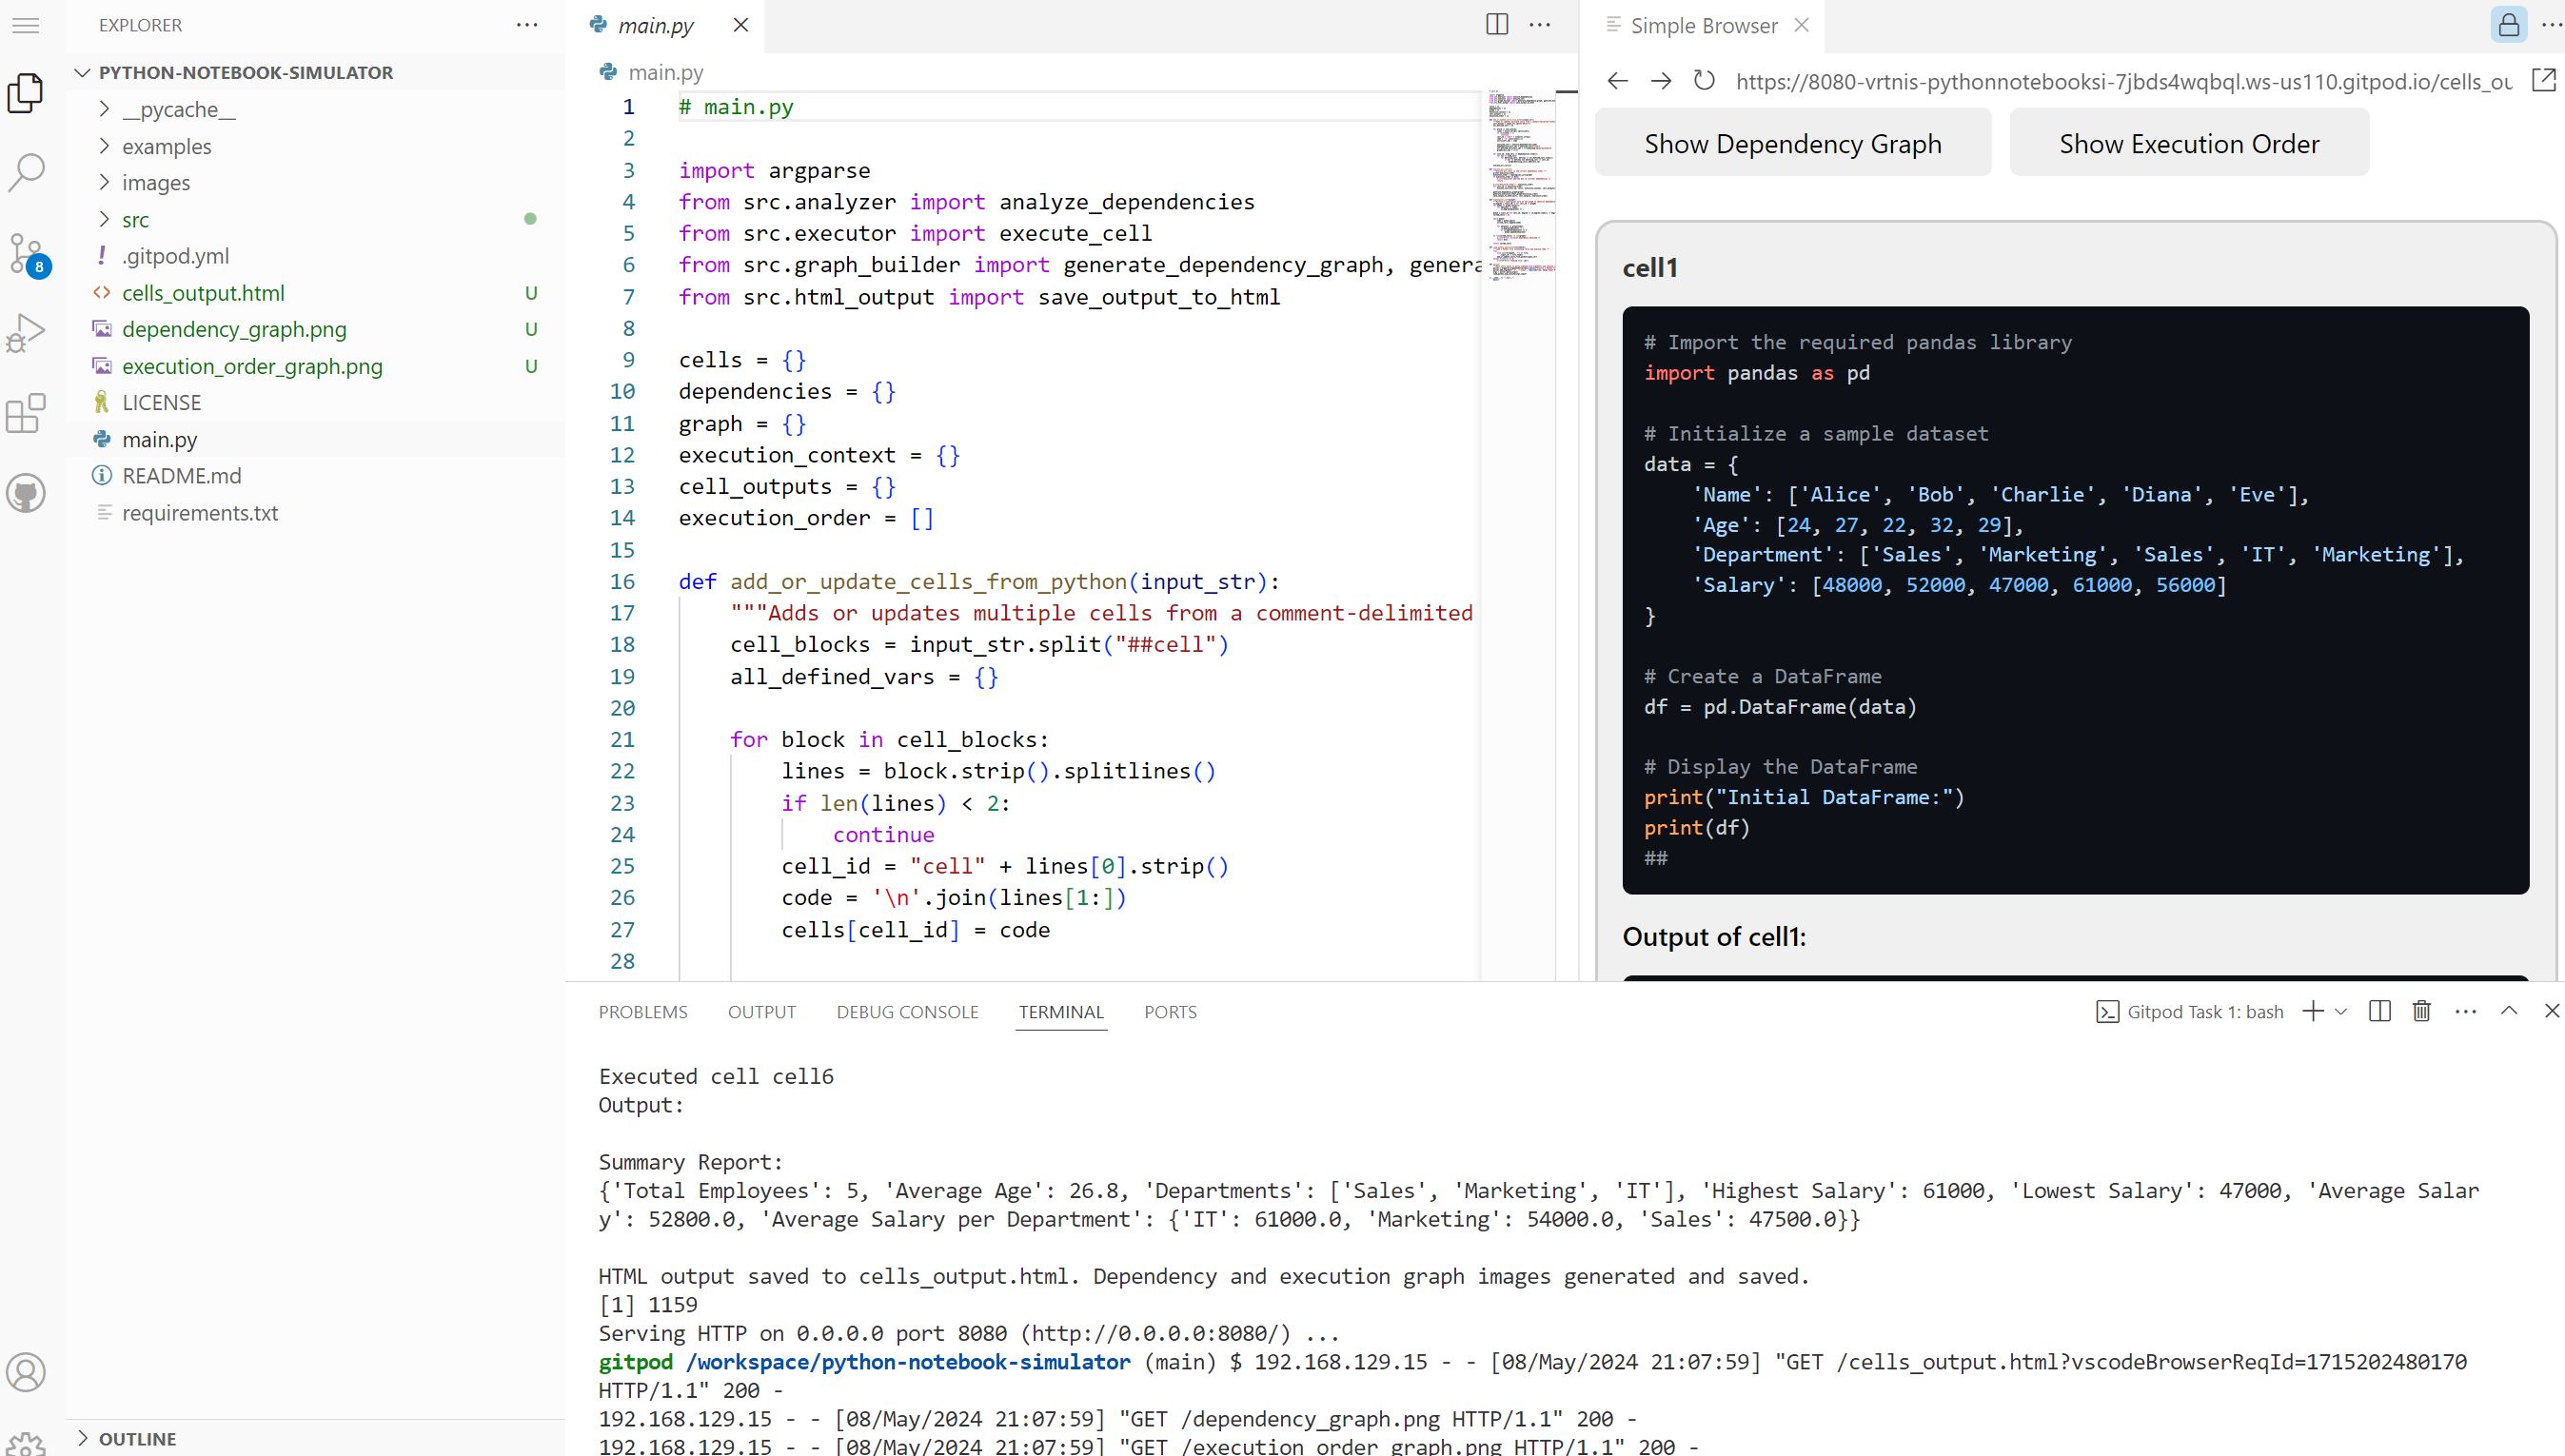 EXPLORER
PYTHON-NOTEBOOK-SIMULATOR
__pycache__
examples
images
src
! .gitpod.yml
<> cells_output.html U
dependency_graph.png U
execution_order_graph.png U
LICENSE
main.py
README.md
requirements.txt
8
OUTLINE
main.py
main.py
1 # main.py
2
3 import argparse
4 from src.analyzer import analyze_dependencies
5 from src.executor import execute_cell
6 from src.graph_builder import generate_dependency_graph, genera
7 from src.html_output import save_output_to_html
8
9 cells = {}
10 dependencies = {}
11 graph = {}
12 execution_context = {}
13 cell_outputs = {}
14 execution_order = []
15
16 def add_or_update_cells_from_python(input_str):
17 """Adds or updates multiple cells from a comment-delimited
18 cell_blocks = input_str.split("##cell")
19 all_defined_vars = {}
20
21 for block in cell_blocks:
22 lines = block.strip().splitlines()
23 if len(lines) < 2:
24 continue
25 cell_id = "cell" + lines[0].strip()
26 code = '\n'.join(lines[1:])
27 cells[cell_id] = code
28
Simple Browser
https://8080-vrtnis-pythonnotebooksi-7jbds4wqbql.ws-us110.gitpod.io/cells_ou
Show Dependency Graph
Show Execution Order
cell1
# Import the required pandas library
import pandas as pd
# Initialize a sample dataset
data = {
'Name': ['Alice', 'Bob', 'Charlie', 'Diana', 'Eve'],
'Age': [24, 27, 22, 32, 29],
'Department': ['Sales', 'Marketing', 'Sales', 'IT', 'Marketing'],
'Salary': [48000, 52000, 47000, 61000, 56000]
}
# Create a DataFrame
df = pd.DataFrame(data)
# Display the DataFrame
print("Initial DataFrame:")
print(df)
##
Output of cell1:
PROBLEMS OUTPUT DEBUG CONSOLE TERMINAL PORTS
Gitpod Task 1: bash
Executed cell cell6
Output:
Summary Report:
{'Total Employees': 5, 'Average Age': 26.8, 'Departments': ['Sales', 'Marketing', 'IT'], 'Highest Salary': 61000, 'Lowest Salary': 47000, 'Average Salar
y': 52800.0, 'Average Salary per Department': {'IT': 61000.0, 'Marketing': 54000.0, 'Sales': 47500.0}}
HTML output saved to cells_output.html. Dependency and execution graph images generated and saved.
[1] 1159
Serving HTTP on 0.0.0.0 port 8080 (http://0.0.0.0:8080/) ...
gitpod /workspace/python-notebook-simulator (main) $ 192.168.129.15 - - [08/May/2024 21:07:59] "GET /cells_output.html?vscodeBrowserReqId=1715202480170
HTTP/1.1" 200 -
192.168.129.15 - - [08/May/2024 21:07:59] "GET /dependency_graph.png HTTP/1.1" 200 -
192.168.129.15 - - [08/May/2024 21:07:59] "GET /execution_order_graph.png HTTP/1.1" 200 -